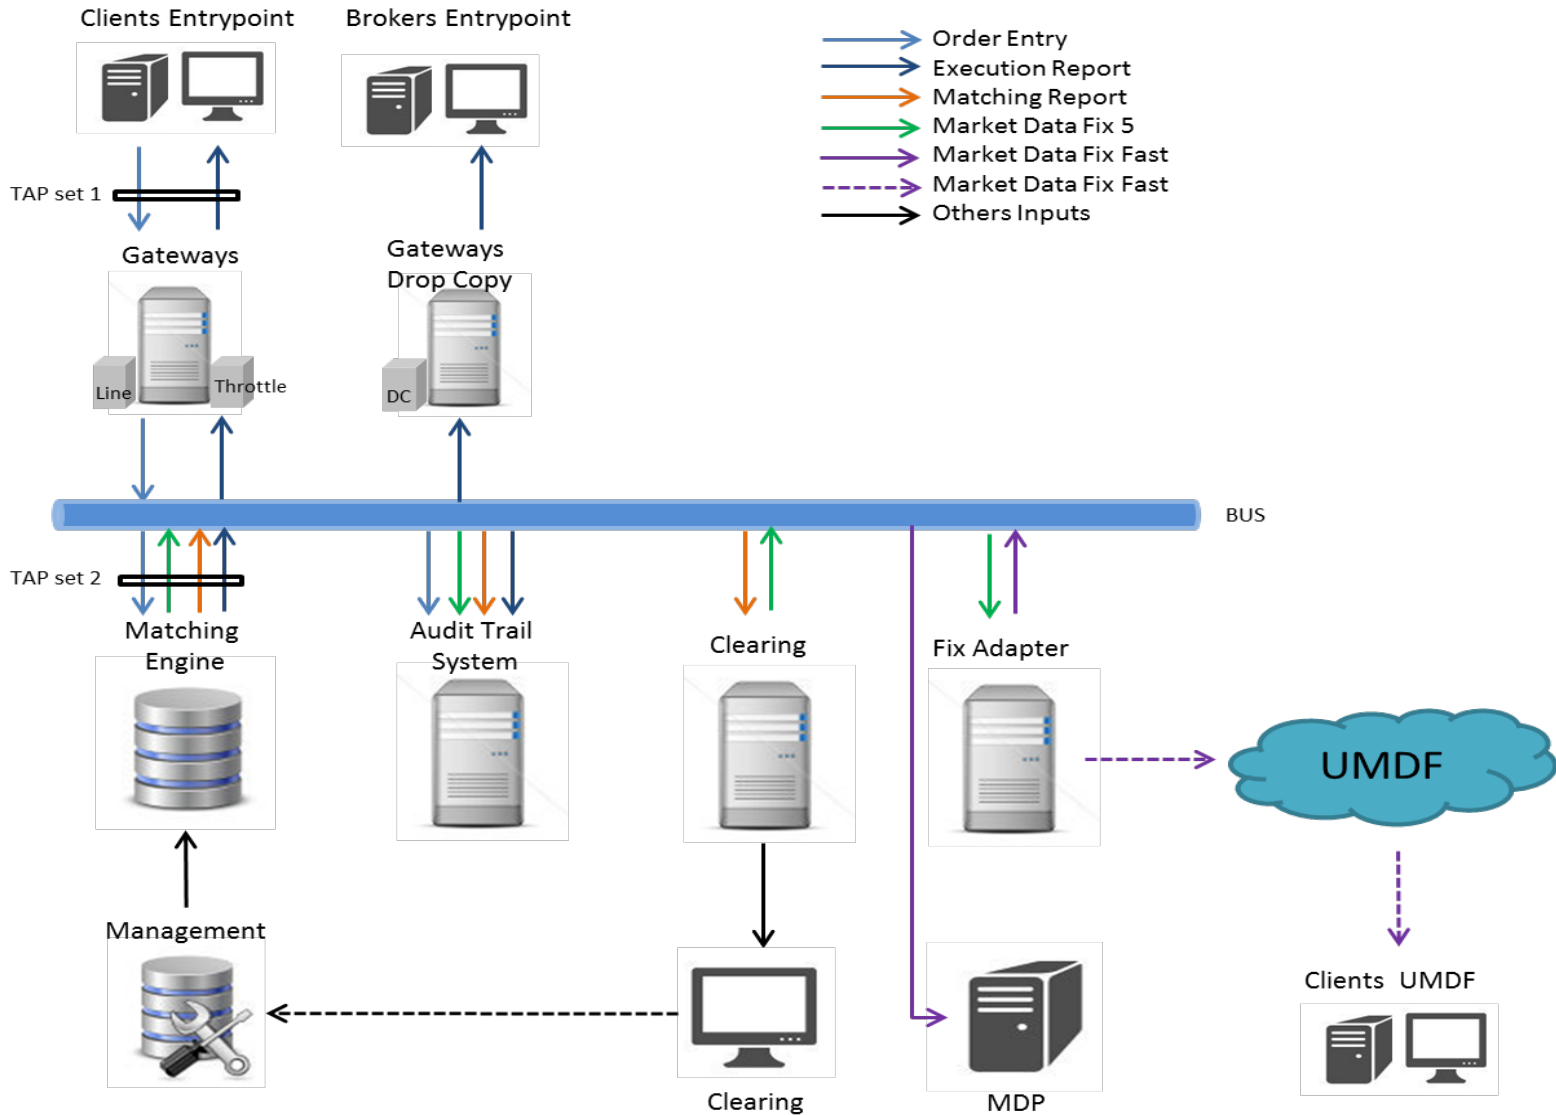 Clients Entrypoint
Brokers Entrypoint
Order Entry
Execution Report
Matching Report
Market Data Fix 5
Market Data Fix Fast
Market Data Fix Fast
Others Inputs
TAP set 1
Gateways
Gateways
Drop Copy
Line
Throttle
DC
BUS
TAP set 2
Matching
Engine
Audit Trail
System
Clearing
Fix Adapter
UMDF
Management
Clients UMDF
Clearing
MDP